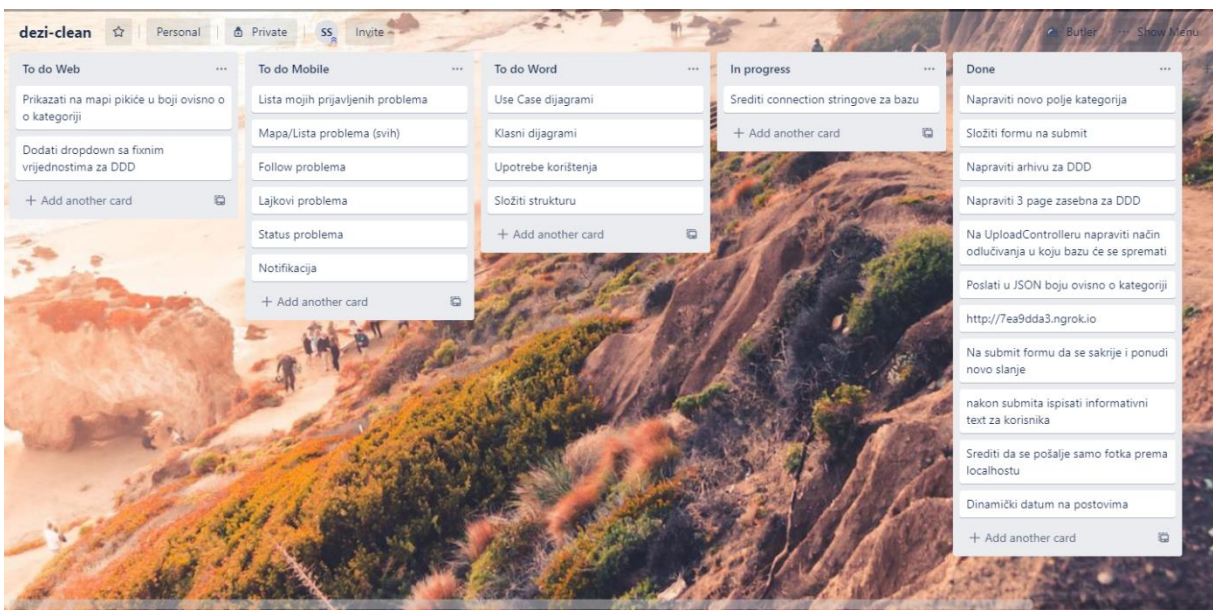 dezi-clean Personal Private SS Invite Butler Show Menu
To do Web
Prikazati na mapi pikiće u boji ovisno o
o kategoriji
Dodati dropdown sa fixnim
vrijednostima za DDD
+ Add another card
To do Mobile
Lista mojih prijavljenih problema
Mapa/Lista problema (svih)
Follow problema
Lajkovi problema
Status problema
Notifikacija
+ Add another card
To do Word
Use Case dijagrami
Klasni dijagrami
Upotrebe korištenja
Složiti strukturu
+ Add another card
In progress
Srediti connection stringove za bazu
+ Add another card
Done
Napraviti novo polje kategorija
Složiti formu na submit
Napraviti arhivu za DDD
Napraviti 3 page zasebna za DDD
Na UploadControlleru napraviti način
odlučivanja u koju bazu će se spremati
Poslati u JSON boju ovisno o kategoriji
http://7ea9dda3.ngrok.io
Na submit formu da se sakrije i ponudi
novo slanje
nakon submita ispisati informativni
text za korisnika
Srediti da se pošalje samo fotka prema
localhostu
Dinamički datum na postovima
+ Add another card